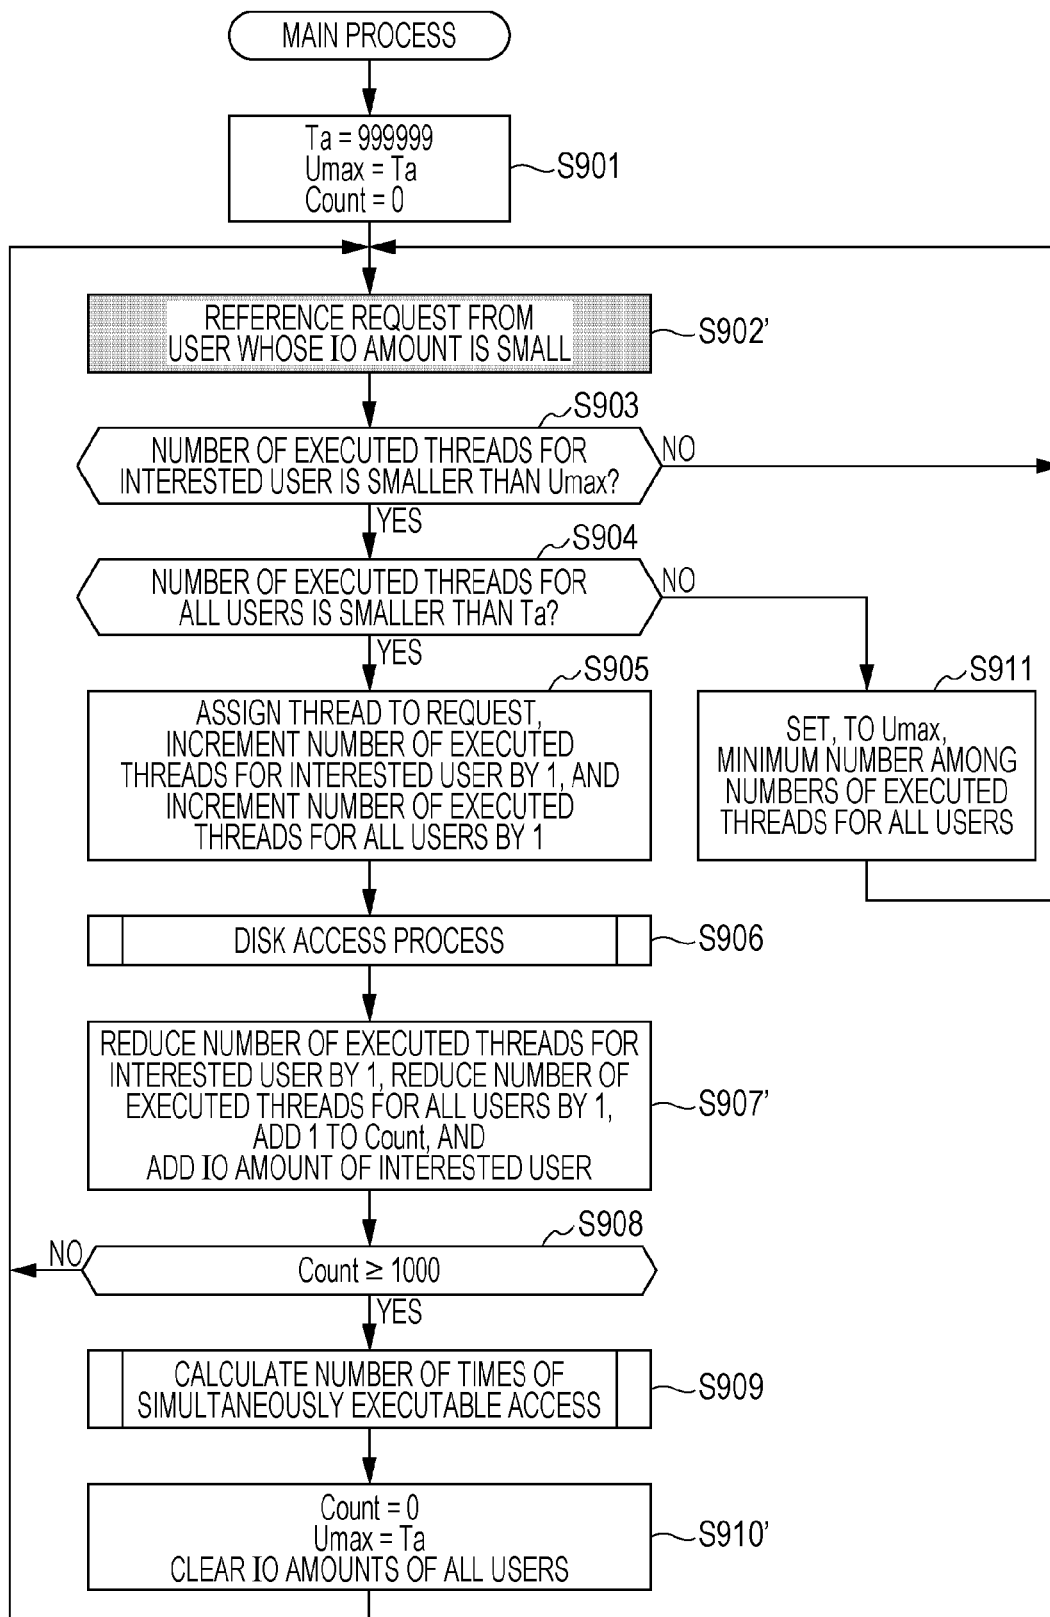 MAIN PROCESS
Ta = 999999
Umax = Ta
Count = 0
S901
REFERENCE REQUEST FROM
USER WHOSE IO AMOUNT IS SMALL
S902'
S903
NUMBER OF EXECUTED THREADS FOR
INTERESTED USER IS SMALLER THAN Umax?
NO
YES
S904
NUMBER OF EXECUTED THREADS FOR
ALL USERS IS SMALLER THAN Ta?
NO
YES
S905
ASSIGN THREAD TO REQUEST,
INCREMENT NUMBER OF EXECUTED
THREADS FOR INTERESTED USER BY 1, AND
INCREMENT NUMBER OF EXECUTED
THREADS FOR ALL USERS BY 1
S911
SET, TO Umax,
MINIMUM NUMBER AMONG
NUMBERS OF EXECUTED
THREADS FOR ALL USERS
DISK ACCESS PROCESS
S906
REDUCE NUMBER OF EXECUTED THREADS FOR
INTERESTED USER BY 1, REDUCE NUMBER OF
EXECUTED THREADS FOR ALL USERS BY 1,
ADD 1 TO Count, AND
ADD IO AMOUNT OF INTERESTED USER
S907'
S908
NO
Count ≥ 1000
YES
CALCULATE NUMBER OF TIMES OF
SIMULTANEOUSLY EXECUTABLE ACCESS
S909
Count = 0
Umax = Ta
CLEAR IO AMOUNTS OF ALL USERS
S910'